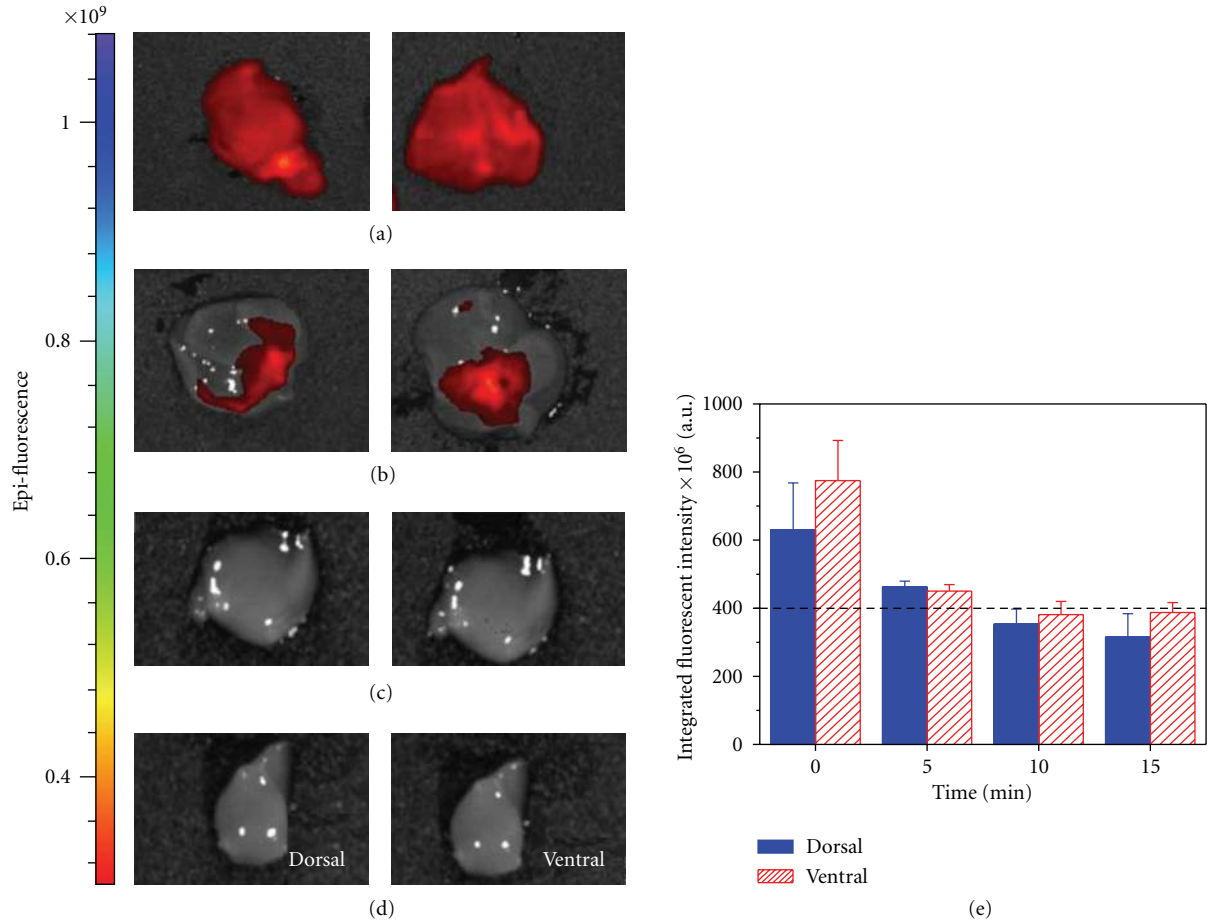 ×10⁹
1
0.8
0.6
0.4
Epi-fluorescence
(a)
(b)
(c)
Dorsal
Ventral
(d)
Integrated fluorescent intensity ×10⁶ (a.u.)
1000
800
600
400
200
0
0 5 10 15
Time (min)
Dorsal
Ventral
(e)